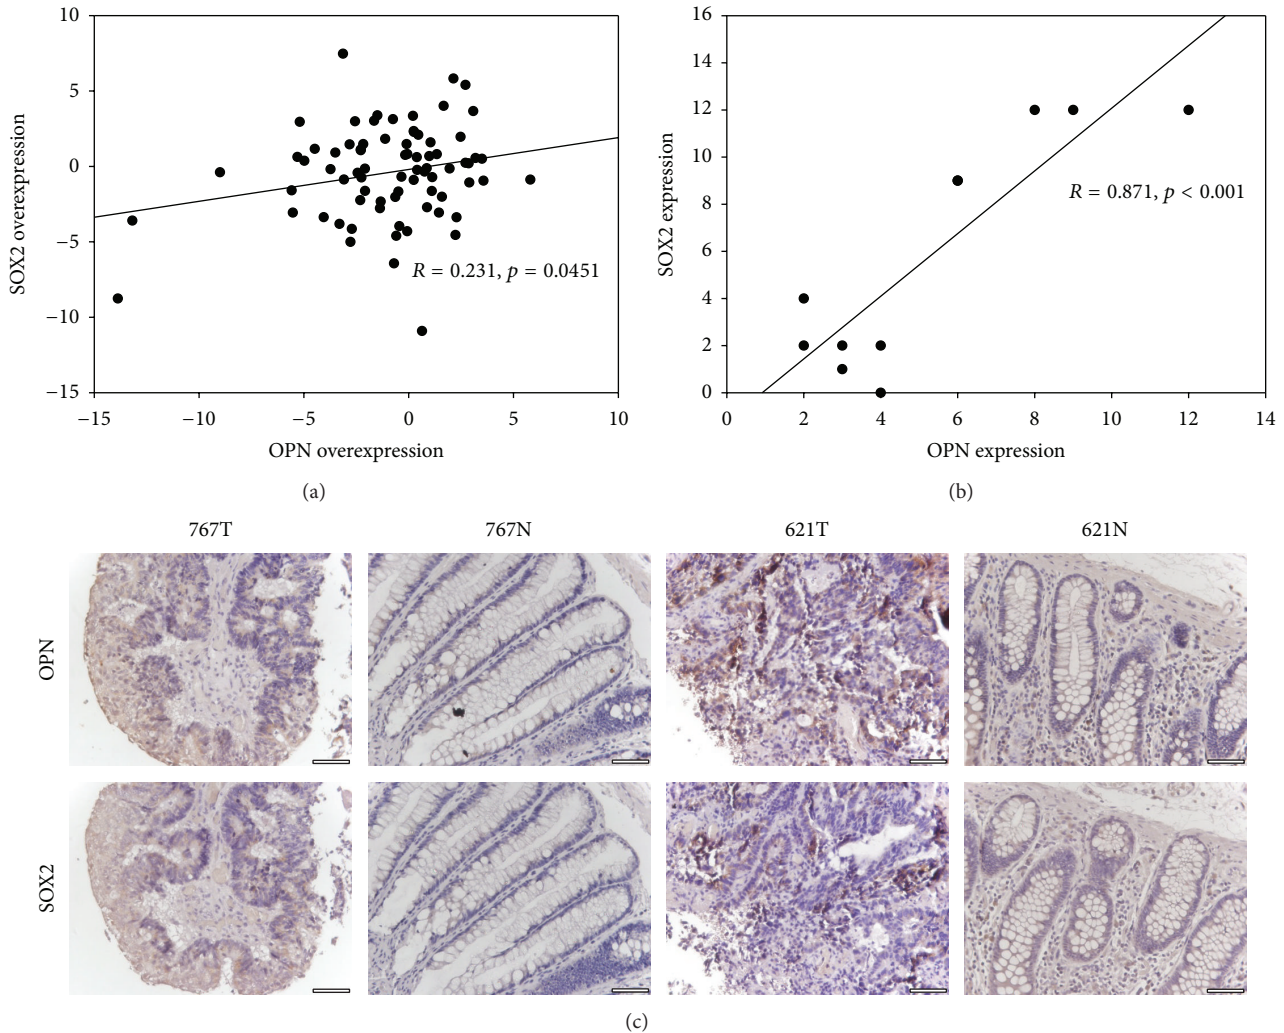 10
5
0
−5
−10
−15
SOX2 overexpression
R = 0.231, p = 0.0451
−15
−10
−5
0
5
10
OPN overexpression
(a)
16
14
12
10
8
6
4
2
0
SOX2 expression
R = 0.871, p < 0.001
0
2
4
6
8
10
12
14
OPN expression
(b)
767T
767N
621T
621N
OPN
SOX2
(c)